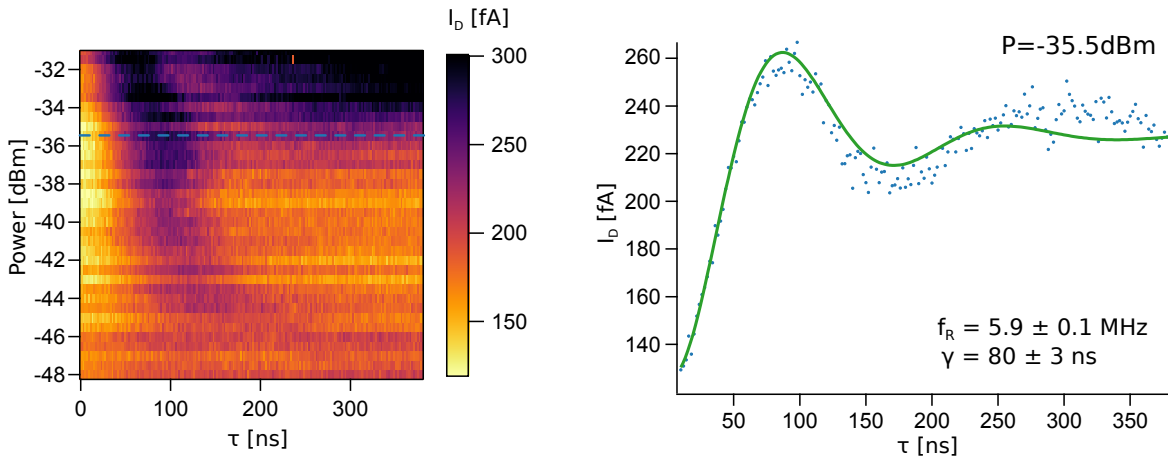 I_D [fA]
300
250
200
150
Power [dBm]
-32
-34
-36
-38
-40
-42
-44
-46
-48
0 100 200 300
τ [ns]
P=-35.5dBm
I_D [fA]
260
240
220
200
180
160
140
f_R = 5.9 ± 0.1 MHz
γ = 80 ± 3 ns
50 100 150 200 250 300 350
τ [ns]